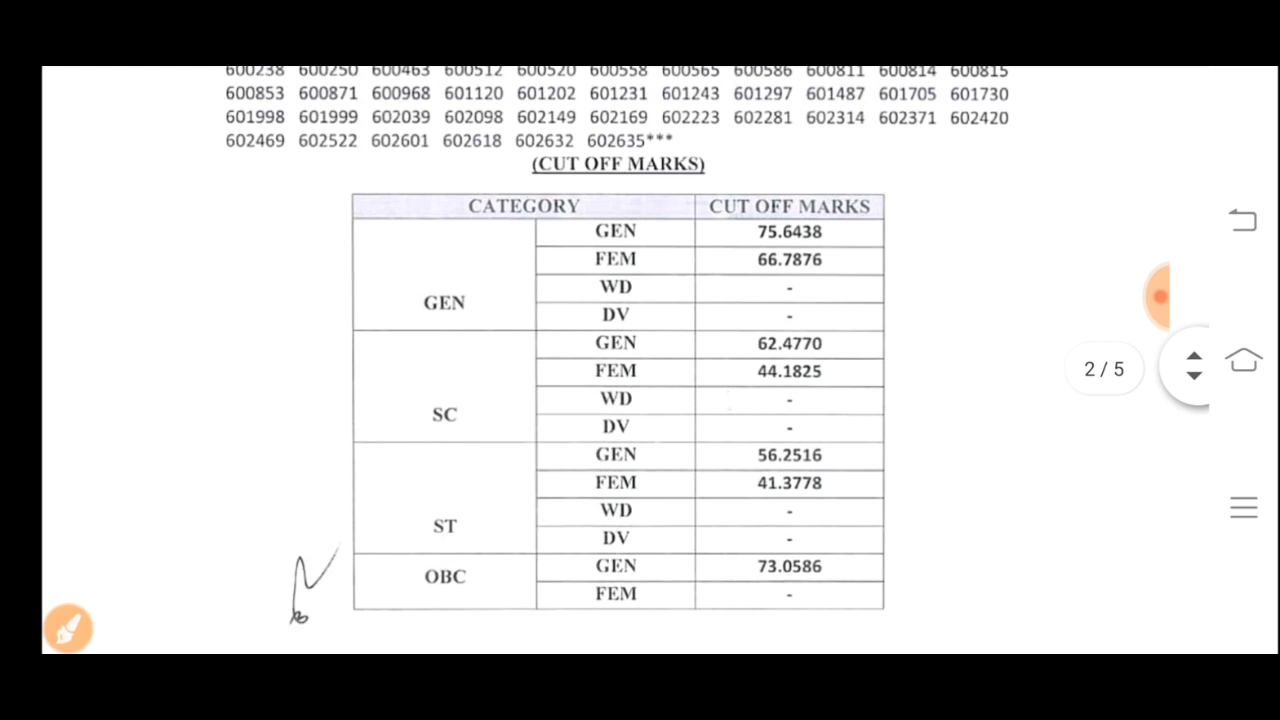 600238 600250 600463 600512 600520 600558 600565 600586 600811 600814 600815
600853 600871 600968 601120 601202 601231 601243 601297 601487 601705 601730
601998 601999 602039 602098 602149 602169 602223 602281 602314 602371 602420
602469 602522 602601 602618 602632 602635***
(CUT OFF MARKS)
CATEGORY CUT OFF MARKS
GEN 75.6438
FEM 66.7876
WD -
GEN
DV -
GEN 62.4770
FEM 44.1825
WD -
SC
DV -
GEN 56.2516
FEM 41.3778
WD -
ST
DV -
GEN 73.0586
OBC
FEM -
2 / 5